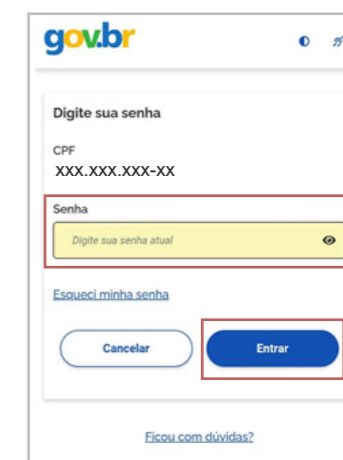 gov.br
Digite sua senha
CPF
XXX.XXX.XXX-XX
Senha
Digite sua senha atual
Esqueci minha senha
Cancelar Entrar
Ficou com dúvidas?